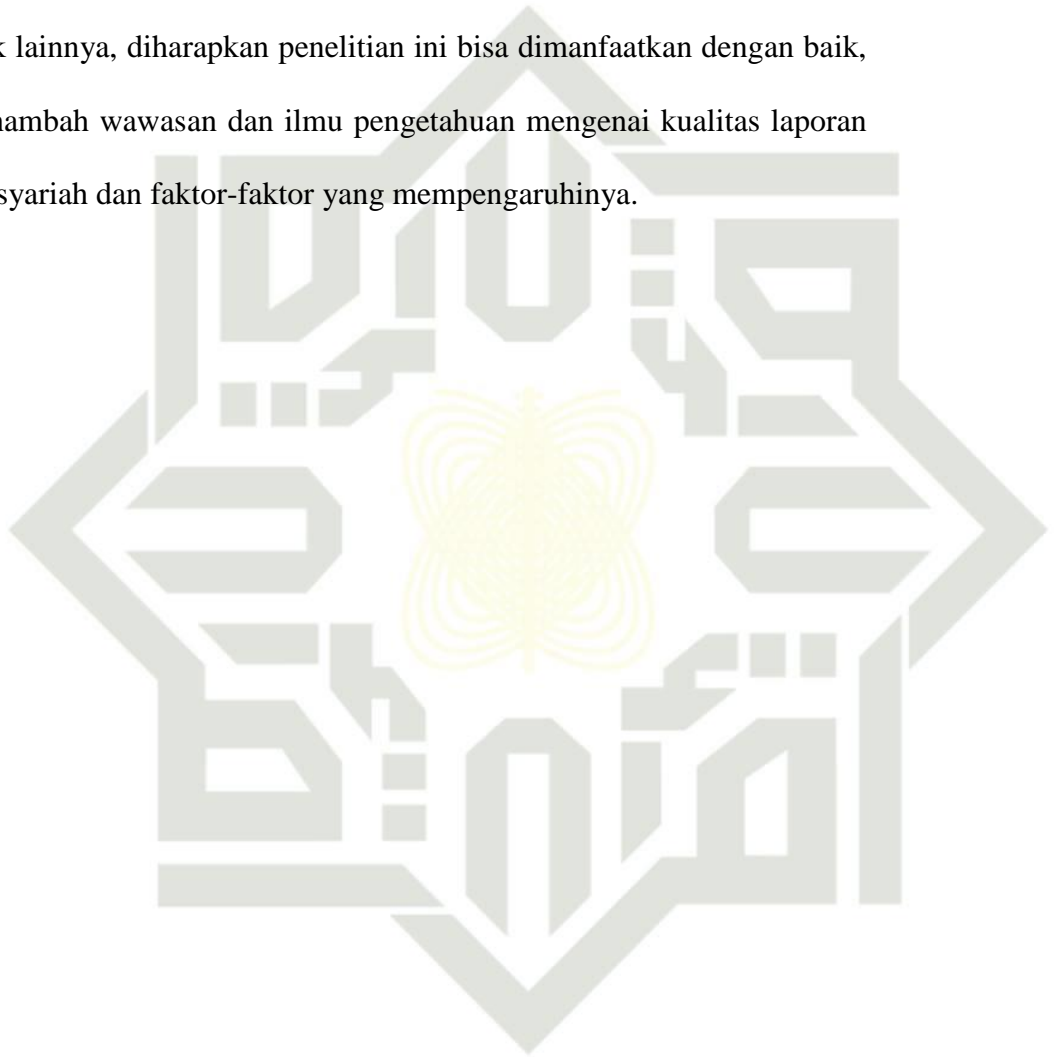 k lainnya, diharapkan penelitian ini bisa dimanfaatkan dengan baik,
nambah wawasan dan ilmu pengetahuan mengenai kualitas laporan
syariah dan faktor-faktor yang mempengaruhinya.